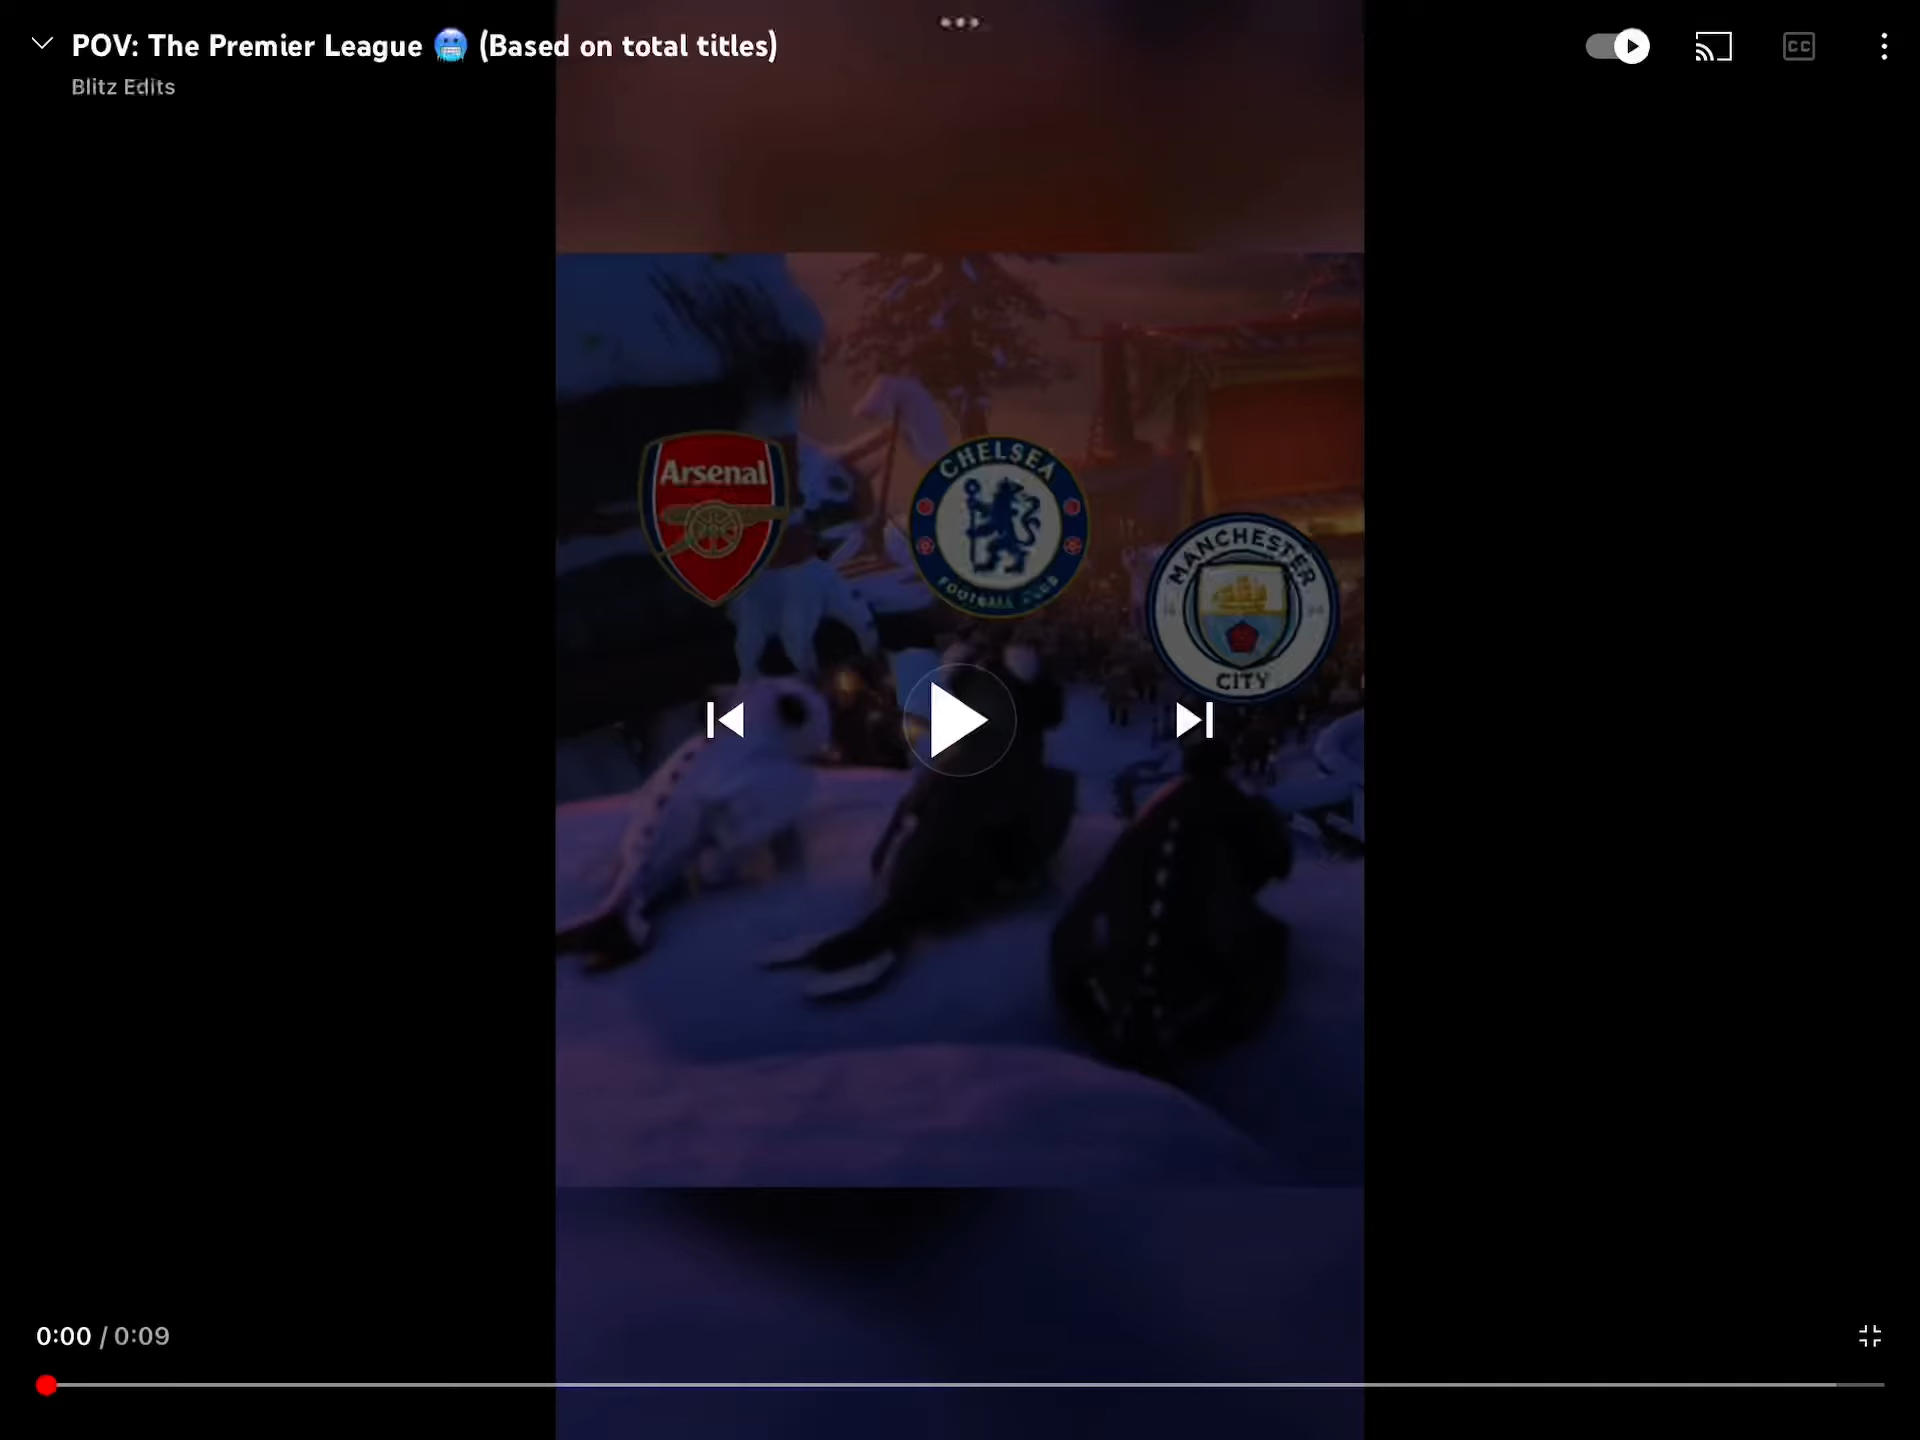 POV: The Premier League 🥶 (Based on total titles)
Blitz Edits
CC
Arsenal
CHELSEA
FOOTBALL CLUB
MANCHESTER
CITY
0:00 / 0:09